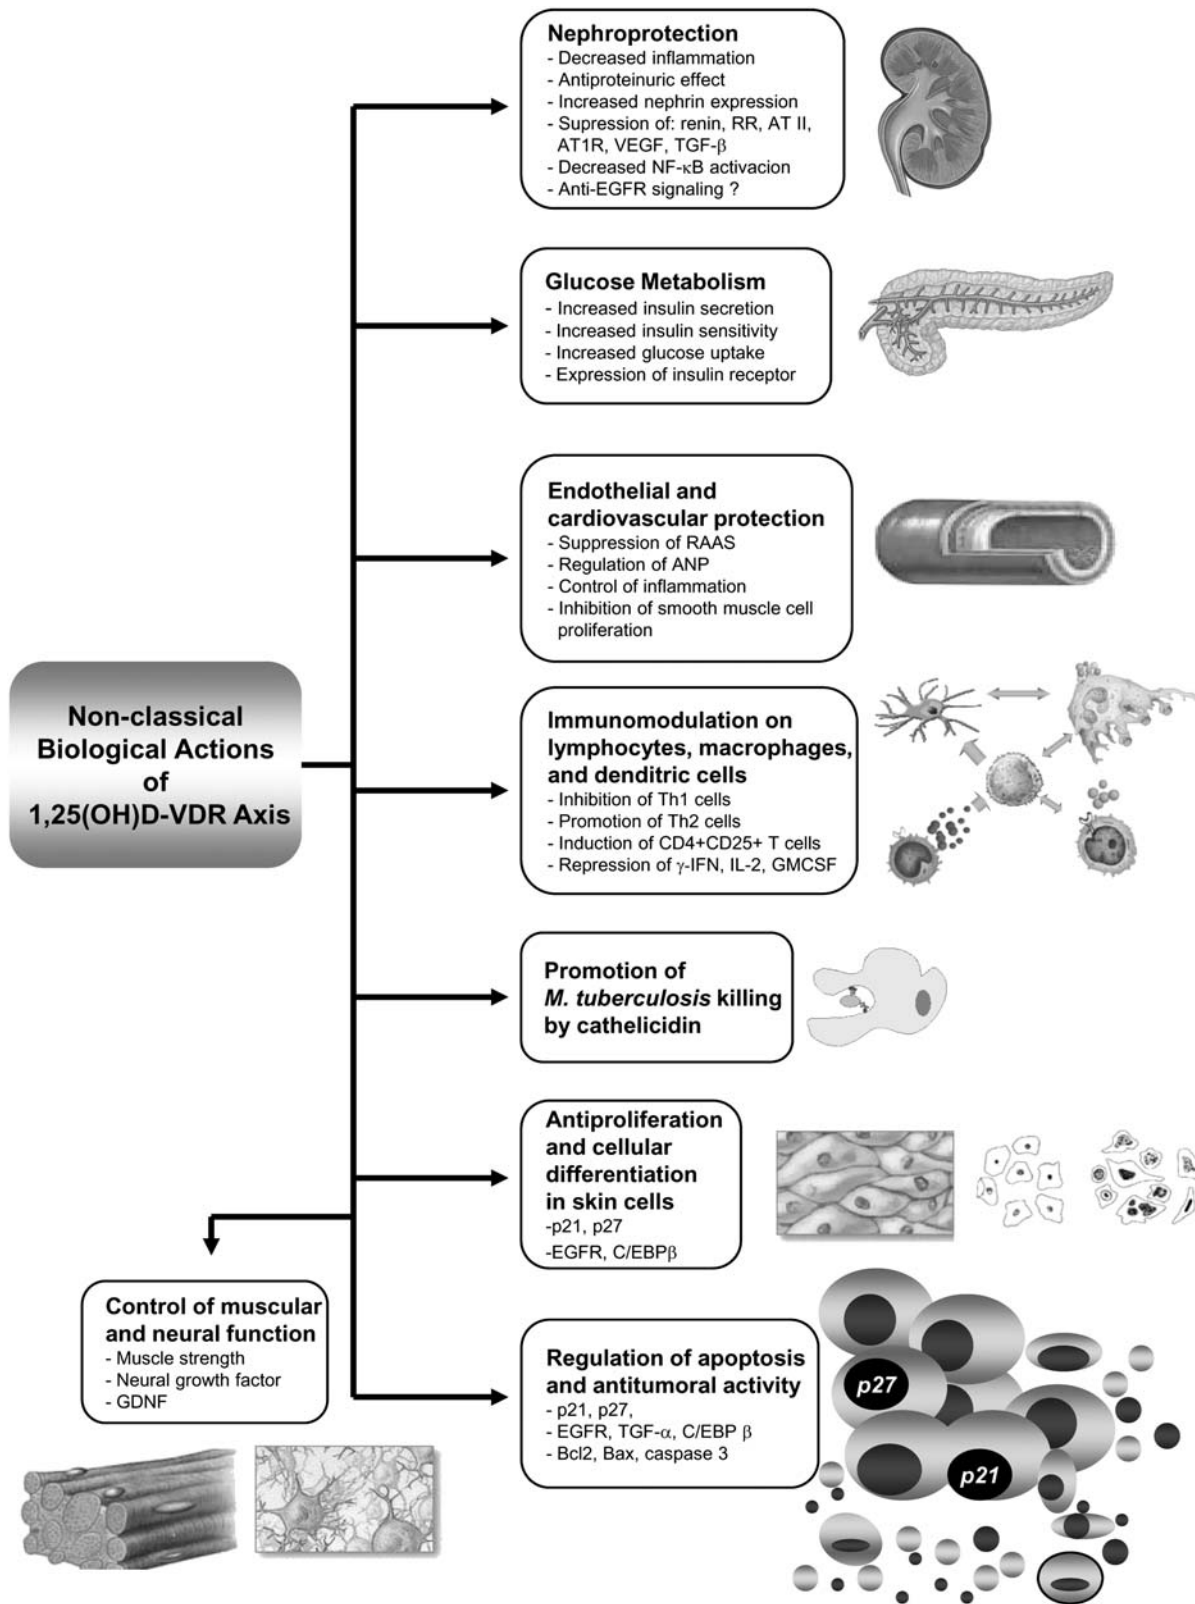 Nephroprotection
- Decreased inflammation
- Antiproteinuric effect
- Increased nephrin expression
- Supression of: renin, RR, AT II,
AT1R, VEGF, TGF-β
- Decreased NF-κB activacion
- Anti-EGFR signaling ?
Glucose Metabolism
- Increased insulin secretion
- Increased insulin sensitivity
- Increased glucose uptake
- Expression of insulin receptor
Endothelial and
cardiovascular protection
- Suppression of RAAS
- Regulation of ANP
- Control of inflammation
- Inhibition of smooth muscle cell
proliferation
Non-classical
Biological Actions
of
1,25(OH)D-VDR Axis
Immunomodulation on
lymphocytes, macrophages,
and denditric cells
- Inhibition of Th1 cells
- Promotion of Th2 cells
- Induction of CD4+CD25+ T cells
- Repression of γ-IFN, IL-2, GMCSF
Promotion of
M. tuberculosis killing
by cathelicidin
Antiproliferation
and cellular
differentiation
in skin cells
-p21, p27
-EGFR, C/EBPβ
Control of muscular
and neural function
- Muscle strength
- Neural growth factor
- GDNF
Regulation of apoptosis
and antitumoral activity
- p21, p27,
- EGFR, TGF-α, C/EBP β
- Bcl2, Bax, caspase 3
p27
p21